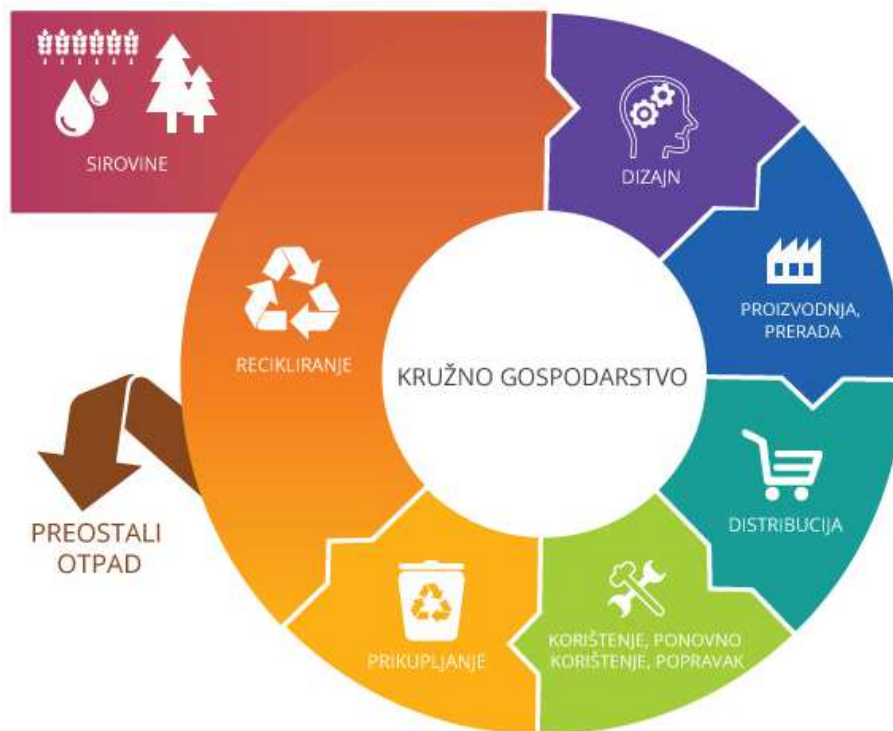 SIROVINE
DIZAJN
PROIZVODNJA,
PRERADA
DISTRIBUCIJA
KORIŠTENJE, PONOVNO
KORIŠTENJE, POPRAVAK
PRIKUPLJANJE
RECIKLIRANJE
PREOSTALI
OTPAD
KRUŽNO GOSPODARSTVO